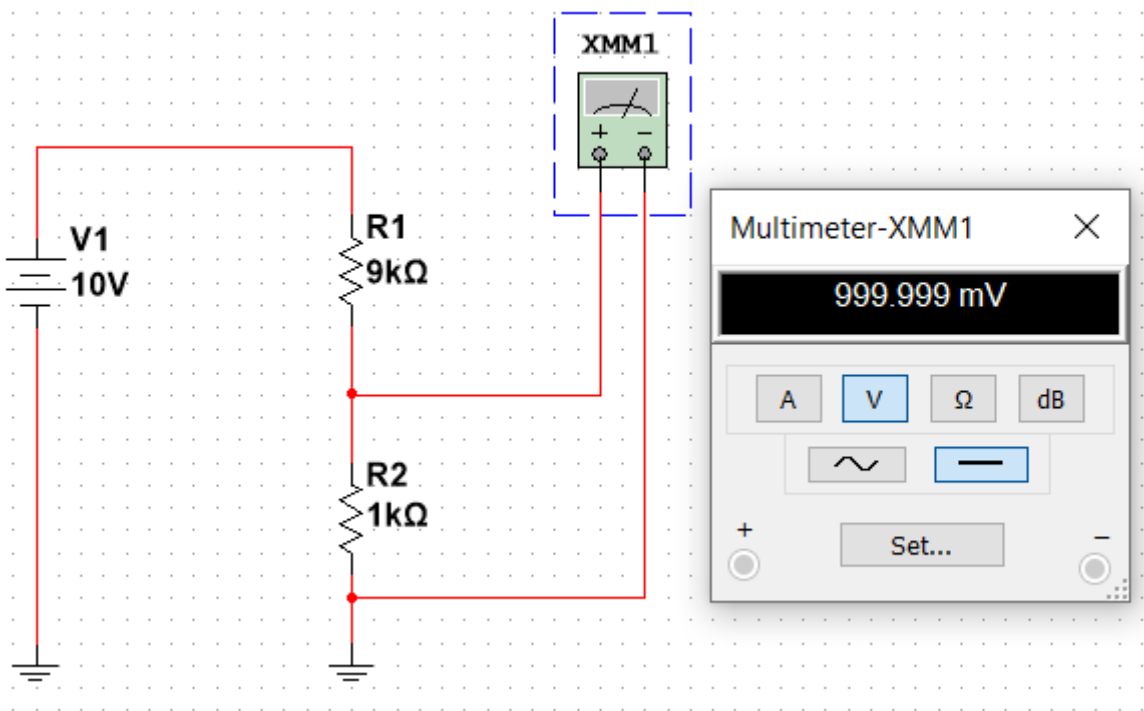 XMM1
+ −
V1
10V
R1
9kΩ
R2
1kΩ
Multimeter-XMM1
999.999 mV
A V Ω dB
+ −
Set...